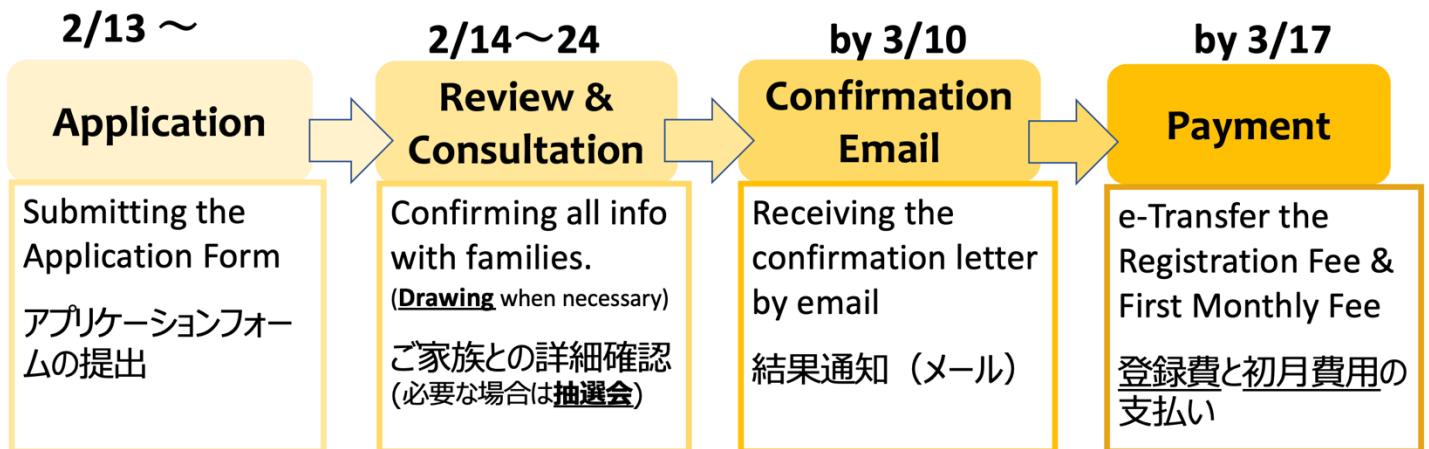 2/13 ～
Application
Submitting the
Application Form
アプリケーションフォー
ムの提出
2/14～24
Review &
Consultation
Confirming all info
with families.
(Drawing when necessary)
ご家族との詳細確認
(必要な場合は抽選会)
by 3/10
Confirmation
Email
Receiving the
confirmation letter
by email
結果通知（メール）
by 3/17
Payment
e-Transfer the
Registration Fee &
First Monthly Fee
登録費と初月費用の
支払い